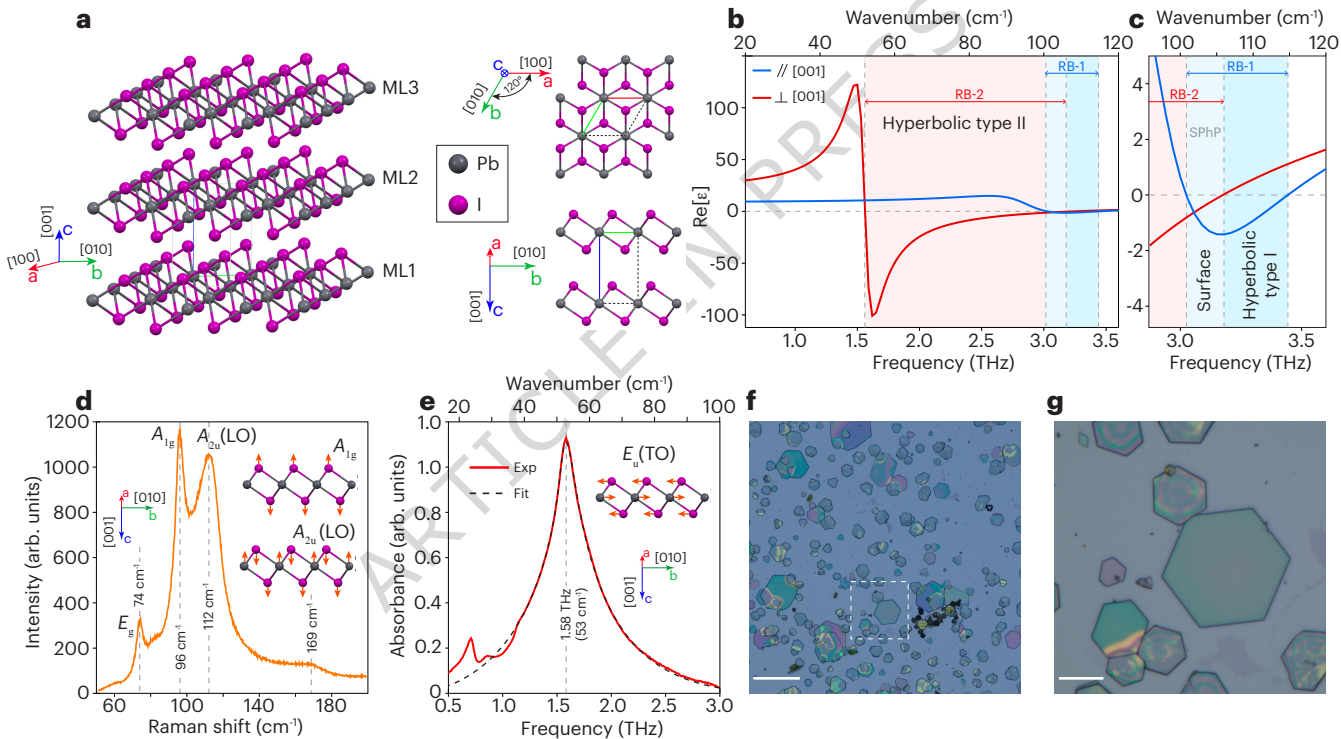 a
ML3
ML2
ML1
[001]
c
[010]
b
[100]
a
c
[100]
a
[010]
b
120°
Pb
I
a
[010]
b
[001]
c
b
Wavenumber (cm-1)
20 40 60 80 100 120
// [001]
⊥ [001]
RB-1
RB-2
Hyperbolic type II
Re[ε]
100
50
0
-50
-100
1.0 1.5 2.0 2.5 3.0 3.5
Frequency (THz)
c
Wavenumber (cm-1)
100 110 120
RB-1
RB-2
SPhP
Surface
Hyperbolic
type I
4
2
0
-2
-4
3.0 3.5
Frequency (THz)
d
Intensity (arb. units)
1200
1000
800
600
400
200
0
A1g
A2u(LO)
A1g
A2u(LO)
a
[010]
b
[001]
c
Eg
74 cm-1
96 cm-1
112 cm-1
169 cm-1
60 100 140 180
Raman shift (cm-1)
e
Wavenumber (cm-1)
20 40 60 80 100
Absorbance (arb. units)
1.0
0.8
0.6
0.4
0.2
0
Exp
Fit
Eu(TO)
a
[010]
b
[001]
c
1.58 THz
(53 cm-1)
0.5 1.0 1.5 2.0 2.5 3.0
Frequency (THz)
f
g
ARTICLE IN PRESS